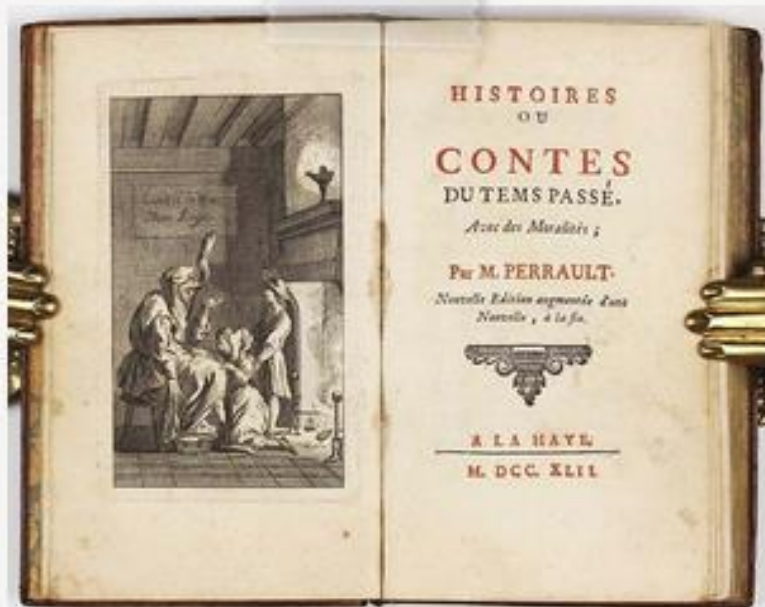 HISTOIRES
OU
CONTES
DU TEMS PASSÉ.
Avec des Moralités ;
Par M. PERRAULT.
Nouvelle Edition augmentée d'une
Nouvelle , à la fin.
A LA HAYE,
M. DCC. XLII.